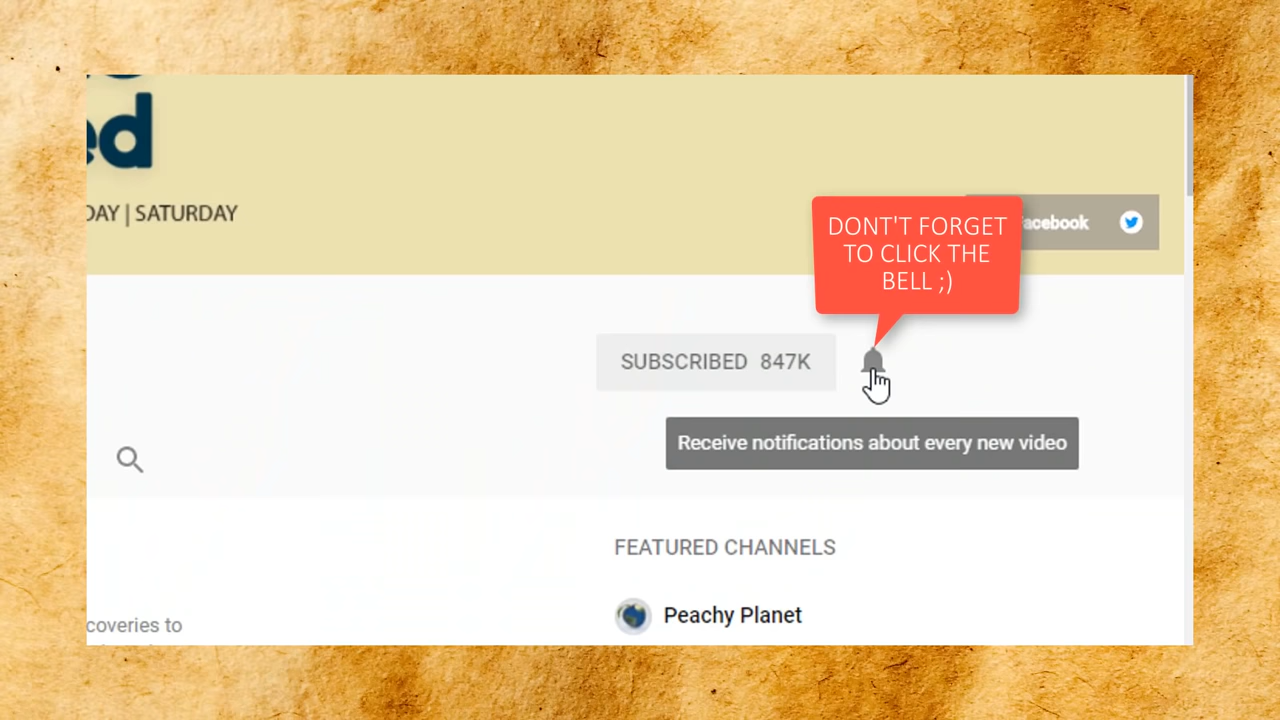 ed
DAY | SATURDAY
acebook
DONT'T FORGET
TO CLICK THE
BELL ;)
SUBSCRIBED 847K
Receive notifications about every new video
FEATURED CHANNELS
Peachy Planet
coveries to